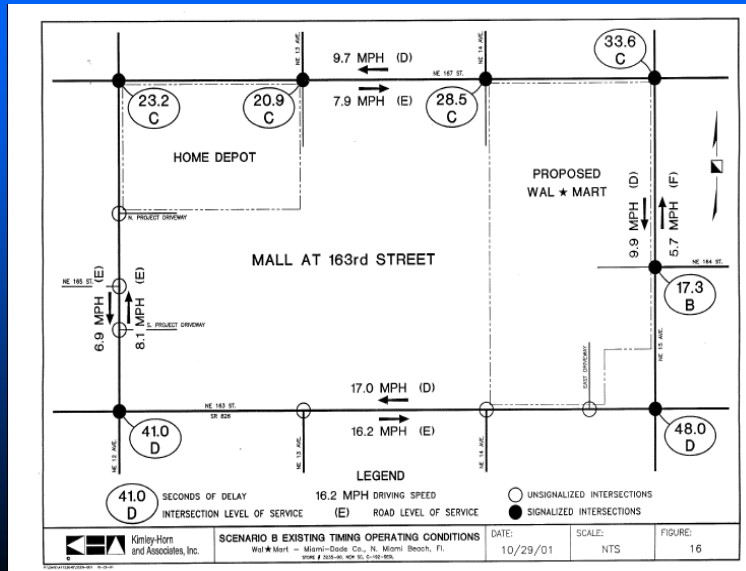 NE 13 AVE.
9.7 MPH (D)
NE 14 AVE.
33.6
C
NE 167 ST.
23.2
C
20.9
C
7.9 MPH (E)
28.5
C
HOME DEPOT
PROPOSED
WAL ★ MART
9.9 MPH (D)
5.7 MPH (F)
N. PROJECT DRIVEWAY
MALL AT 163rd STREET
NE 164 ST.
NE 165 ST.
6.9 MPH (E)
8.1 MPH (E)
17.3
B
S. PROJECT DRIVEWAY
NE 15 AVE.
EAST DRIVEWAY
17.0 MPH (D)
NE 163 ST.
SR 826
16.2 MPH (E)
41.0
D
NE 12 AVE.
NE 13 AVE.
NE 14 AVE.
48.0
D
LEGEND
41.0
D
SECONDS OF DELAY
INTERSECTION LEVEL OF SERVICE
16.2 MPH DRIVING SPEED
(E) ROAD LEVEL OF SERVICE
UNSIGNALIZED INTERSECTIONS
SIGNALIZED INTERSECTIONS
Kimley-Horn
and Associates, Inc.
SCENARIO B EXISTING TIMING OPERATING CONDITIONS
Wal★Mart - Miami-Dade Co., N. Miami Beach, Fl.
DATE:
10/29/01
SCALE:
NTS
FIGURE:
16